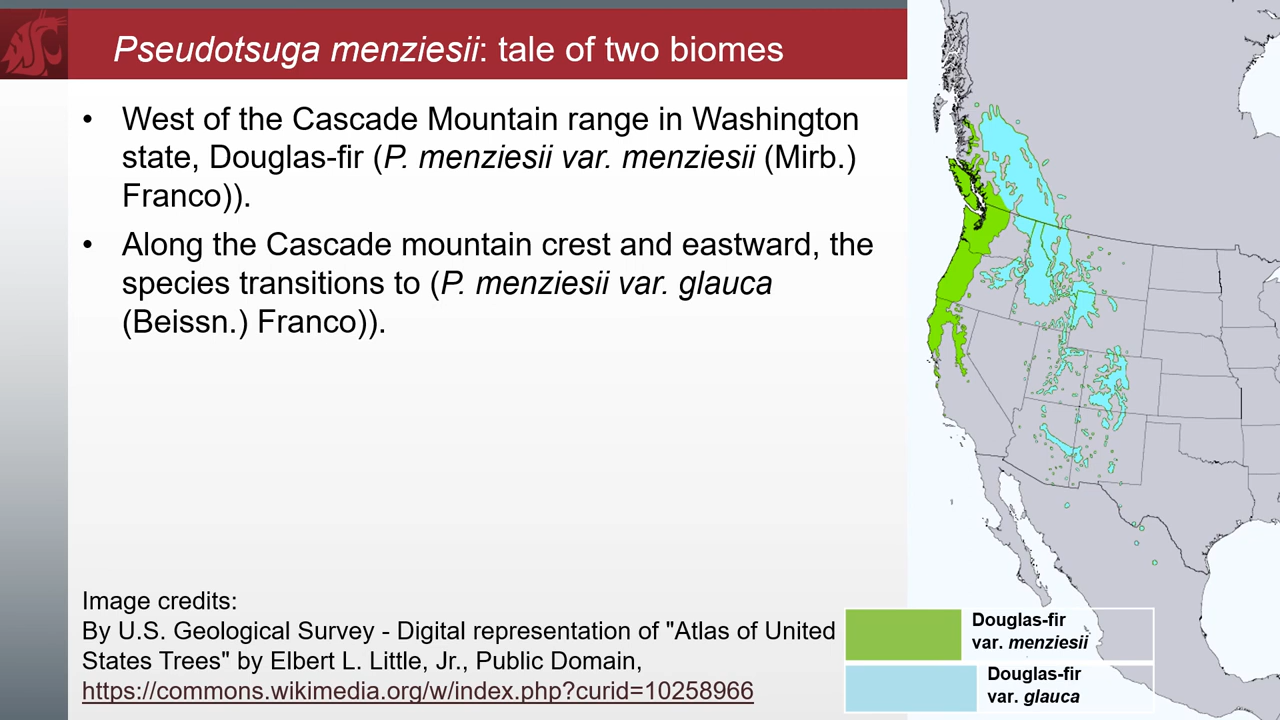 Pseudotsuga menziesii: tale of two biomes
• West of the Cascade Mountain range in Washington
state, Douglas-fir (P. menziesii var. menziesii (Mirb.)
Franco)).
• Along the Cascade mountain crest and eastward, the
species transitions to (P. menziesii var. glauca
(Beissn.) Franco)).
Image credits:
By U.S. Geological Survey - Digital representation of "Atlas of United
States Trees" by Elbert L. Little, Jr., Public Domain,
https://commons.wikimedia.org/w/index.php?curid=10258966
Douglas-fir
var. menziesii
Douglas-fir
var. glauca